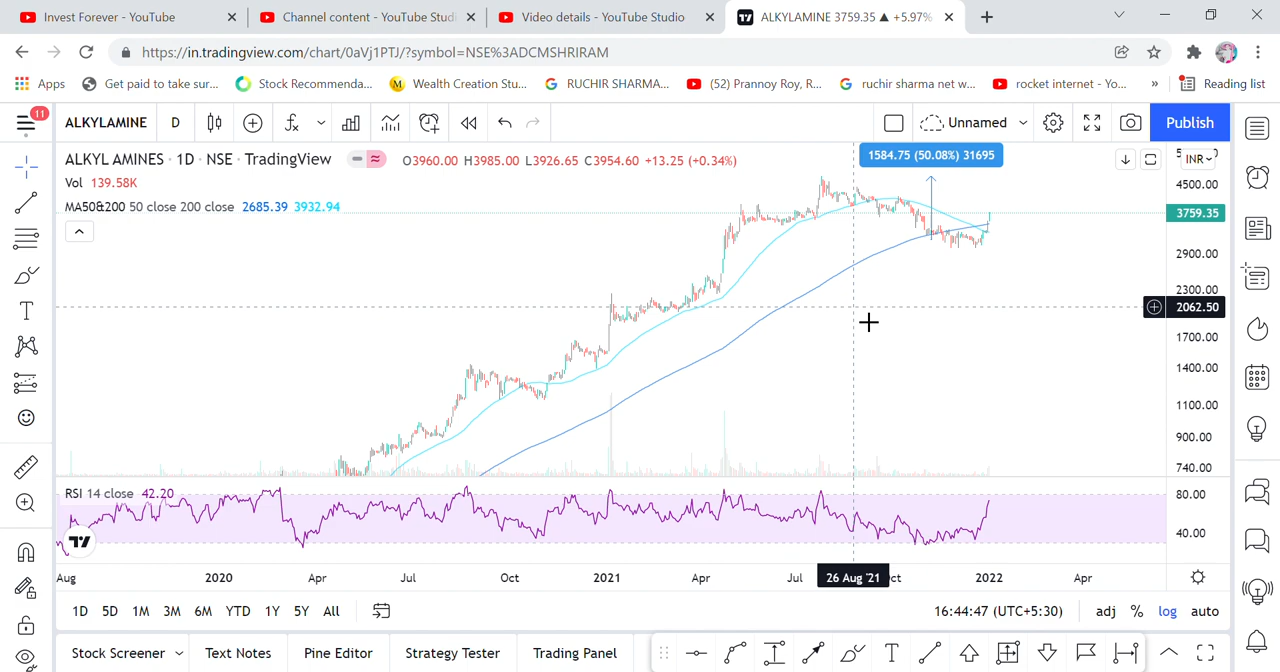 Invest Forever - YouTube
Channel content - YouTube Studi
Video details - YouTube Studio
ALKYLAMINE 3759.35 ▲ +5.97%
https://in.tradingview.com/chart/0aVj1PTJ/?symbol=NSE%3ADCMSHRIRAM
Apps
Get paid to take sur...
Stock Recommenda...
Wealth Creation Stu...
RUCHIR SHARMA...
(52) Prannoy Roy, R...
ruchir sharma net w...
rocket internet - Yo...
»
Reading list
11
ALKYLAMINE
D
Unnamed
Publish
ALKYL AMINES · 1D · NSE · TradingView
O3960.00 H3985.00 L3926.65 C3954.60 +13.25 (+0.34%)
1584.75 (50.08%) 31695
INR
Vol 139.58K
MA50&200 50 close 200 close 2685.39 3932.94
4500.00
3759.35
2900.00
2300.00
2062.50
1700.00
1400.00
1100.00
900.00
740.00
RSI 14 close 42.20
80.00
40.00
Aug
2020
Apr
Jul
Oct
2021
Apr
Jul
26 Aug '21
ct
2022
Apr
1D 5D 1M 3M 6M YTD 1Y 5Y All
16:44:47 (UTC+5:30)
adj % log auto
Stock Screener
Text Notes
Pine Editor
Strategy Tester
Trading Panel